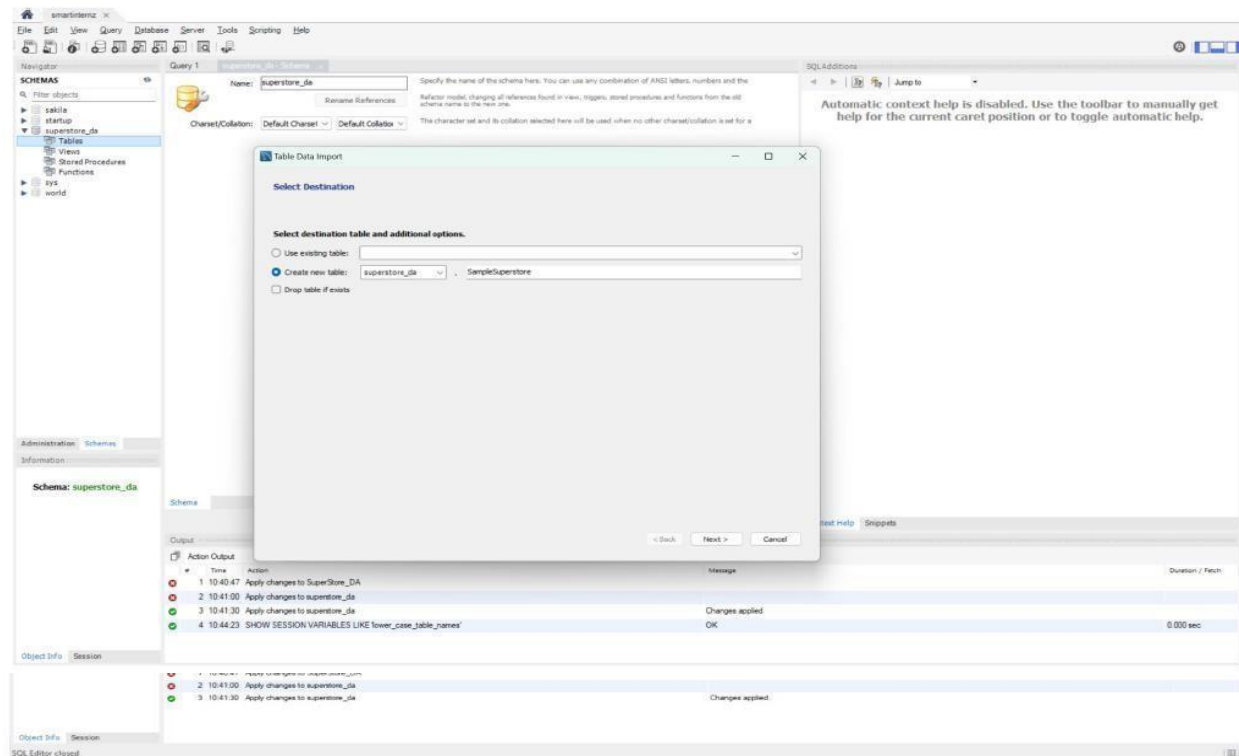 smartinternz ×
File Edit View Query Database Server Tools Scripting Help
Navigator
SCHEMAS
Filter objects
sakila
startup
superstore_da
Tables
Views
Stored Procedures
Functions
sys
world
Administration Schemas
Information
Schema: superstore_da
Object Info Session
Query 1 superstore_da - Schema ×
Name: superstore_da
Specify the name of the schema here. You can use any combination of ANSI letters, numbers and the
Rename References
Refactor model, changing all references found in view, triggers, stored procedures and functions from the old
schema name to the new one.
Charset/Collation: Default Charset Default Collation
The character set and its collation selected here will be used when no other charset/collation is set for a
Table Data Import
Select Destination
Select destination table and additional options.
Use existing table:
Create new table: superstore_da . SampleSuperstore
Drop table if exists
< Back Next > Cancel
Schema
SQLAdditions
Jump to
Automatic context help is disabled. Use the toolbar to manually get
help for the current caret position or to toggle automatic help.
text Help Snippets
Output
Action Output
# Time Action Message Duration / Fetch
1 10:40:47 Apply changes to SuperStore_DA
2 10:41:00 Apply changes to superstore_da
3 10:41:30 Apply changes to superstore_da Changes applied
4 10:44:23 SHOW SESSION VARIABLES LIKE 'lower_case_table_names' OK 0.000 sec
2 10:41:00 Apply changes to superstore_da
3 10:41:30 Apply changes to superstore_da Changes applied
Object Info Session
SQL Editor closed